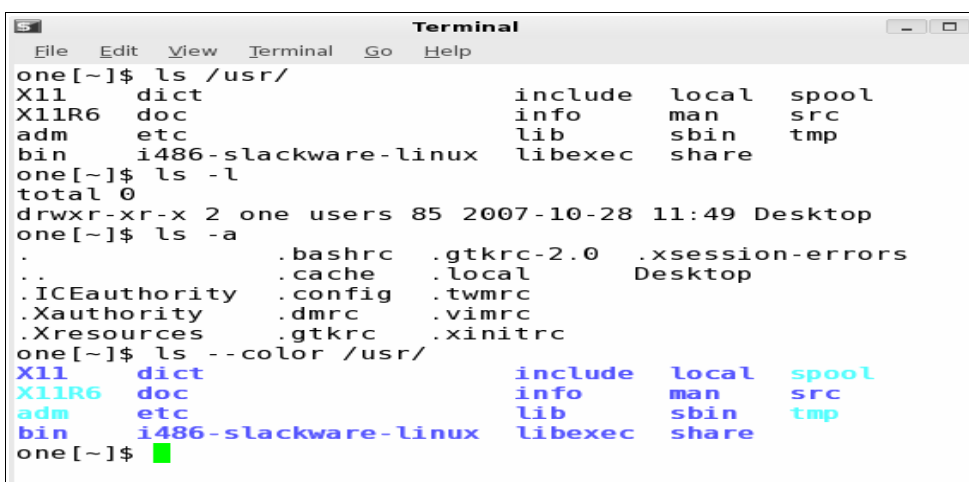 Terminal
File Edit View Terminal Go Help
one[~]$ ls /usr/
X11 dict include local spool
X11R6 doc info man src
adm etc lib sbin tmp
bin i486-slackware-linux libexec share
one[~]$ ls -l
total 0
drwxr-xr-x 2 one users 85 2007-10-28 11:49 Desktop
one[~]$ ls -a
. .bashrc .gtkrc-2.0 .xsession-errors
.. .cache .local Desktop
.ICEauthority .config .twmrc
.Xauthority .dmrc .vimrc
.Xresources .gtkrc .xinitrc
one[~]$ ls --color /usr/
X11 dict include local spool
X11R6 doc info man src
adm etc lib sbin tmp
bin i486-slackware-linux libexec share
one[~]$